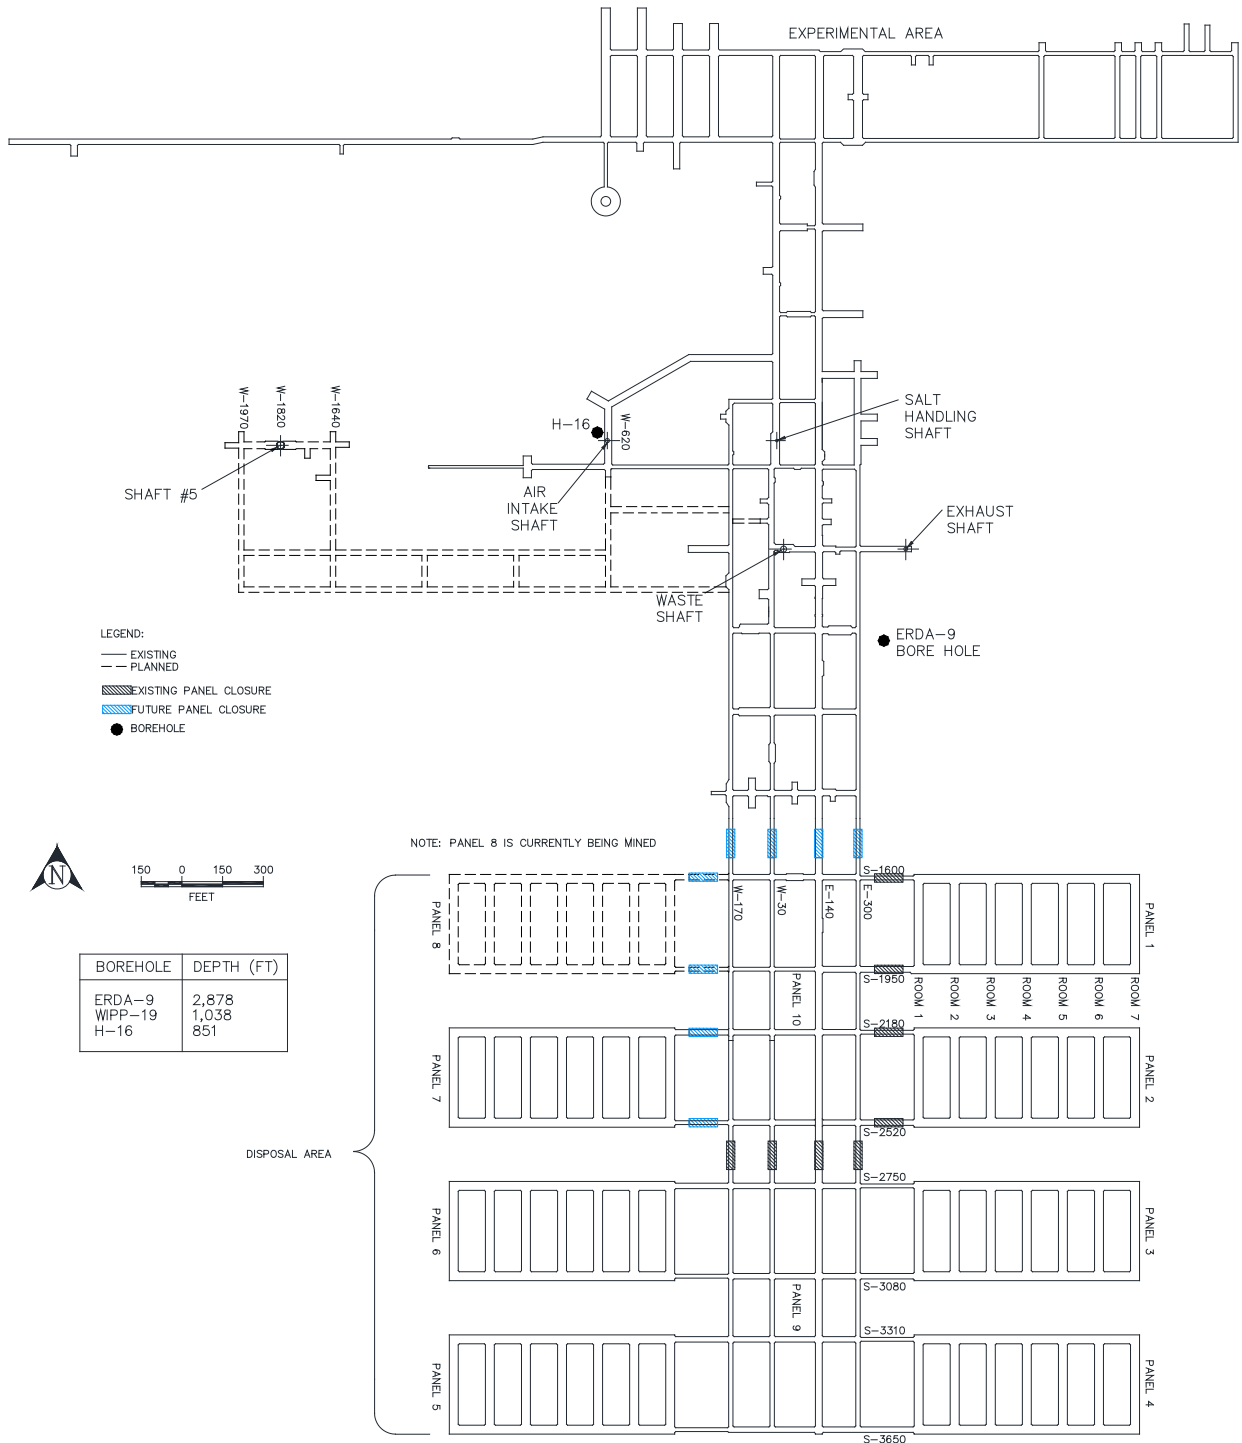 EXPERIMENTAL AREA
W-1970
W-1820
W-1640
H-16
W-620
SALT
HANDLING
SHAFT
SHAFT #5
AIR
INTAKE
SHAFT
EXHAUST
SHAFT
WASTE
SHAFT
ERDA-9
BORE HOLE
LEGEND:
EXISTING
PLANNED
EXISTING PANEL CLOSURE
FUTURE PANEL CLOSURE
BOREHOLE
NOTE: PANEL 8 IS CURRENTLY BEING MINED
N
150 0 150 300
FEET
S-1600
W-170
W-30
E-140
E-300
PANEL 8
PANEL 1
BOREHOLE DEPTH (FT)
ERDA-9 2,878
WIPP-19 1,038
H-16 851
S-1950
PANEL 10
ROOM 1
ROOM 2
ROOM 3
ROOM 4
ROOM 5
ROOM 6
ROOM 7
S-2180
PANEL 7
PANEL 2
S-2520
DISPOSAL AREA
S-2750
PANEL 6
PANEL 3
S-3080
PANEL 9
S-3310
PANEL 5
PANEL 4
S-3650